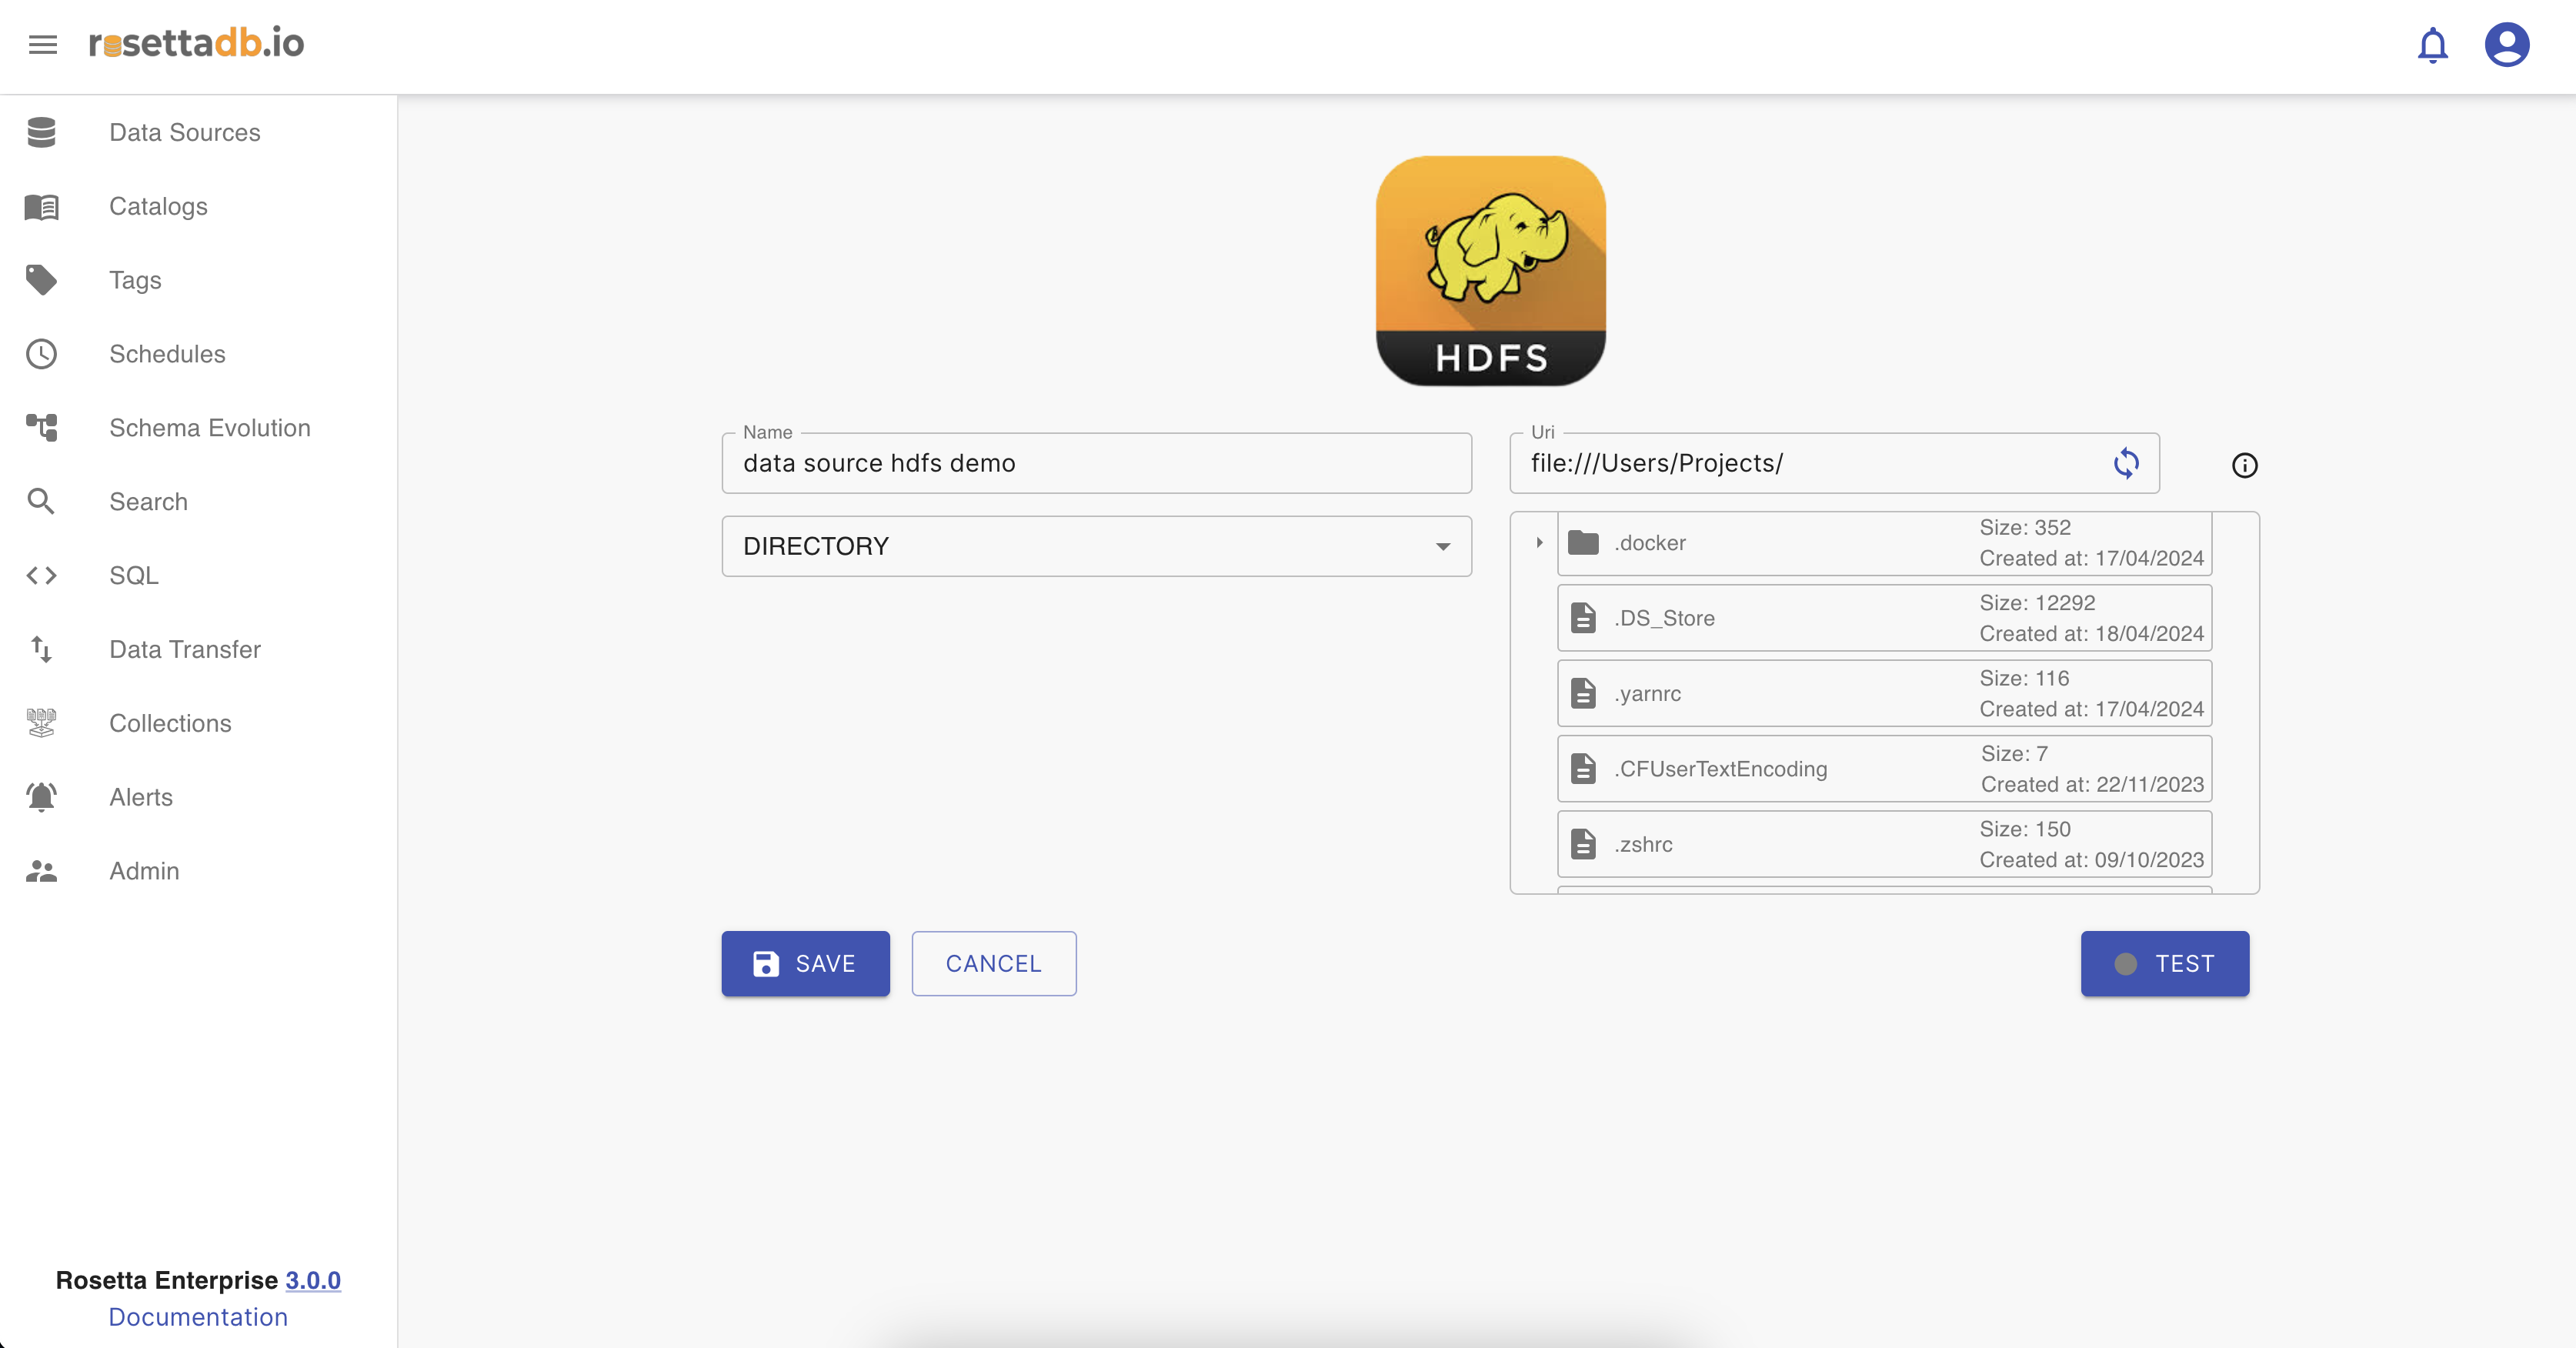 rosettadb.io
Data Sources
Catalogs
Tags
Schedules
Schema Evolution
Search
SQL
Data Transfer
Collections
Alerts
Admin
Rosetta Enterprise 3.0.0
Documentation
HDFS
Name
data source hdfs demo
DIRECTORY
Uri
file:///Users/Projects/
.docker
Size: 352
Created at: 17/04/2024
.DS_Store
Size: 12292
Created at: 18/04/2024
.yarnrc
Size: 116
Created at: 17/04/2024
.CFUserTextEncoding
Size: 7
Created at: 22/11/2023
.zshrc
Size: 150
Created at: 09/10/2023
SAVE
CANCEL
TEST